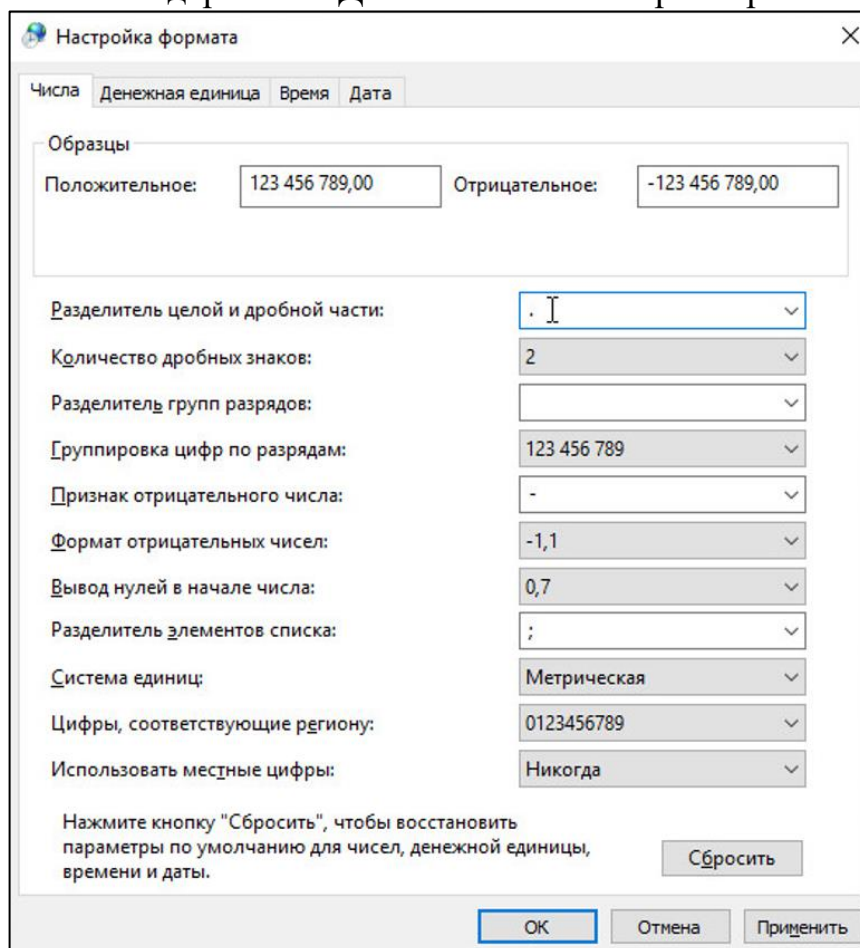 Настройка формата
Числа Денежная единица Время Дата
Образцы
Положительное: 123 456 789,00 Отрицательное: -123 456 789,00
Разделитель целой и дробной части: .
Количество дробных знаков: 2
Разделитель групп разрядов:
Группировка цифр по разрядам: 123 456 789
Признак отрицательного числа: -
Формат отрицательных чисел: -1,1
Вывод нулей в начале числа: 0,7
Разделитель элементов списка: ;
Система единиц: Метрическая
Цифры, соответствующие региону: 0123456789
Использовать местные цифры: Никогда
Нажмите кнопку "Сбросить", чтобы восстановить
параметры по умолчанию для чисел, денежной единицы,
времени и даты.
Сбросить
ОК Отмена Применить